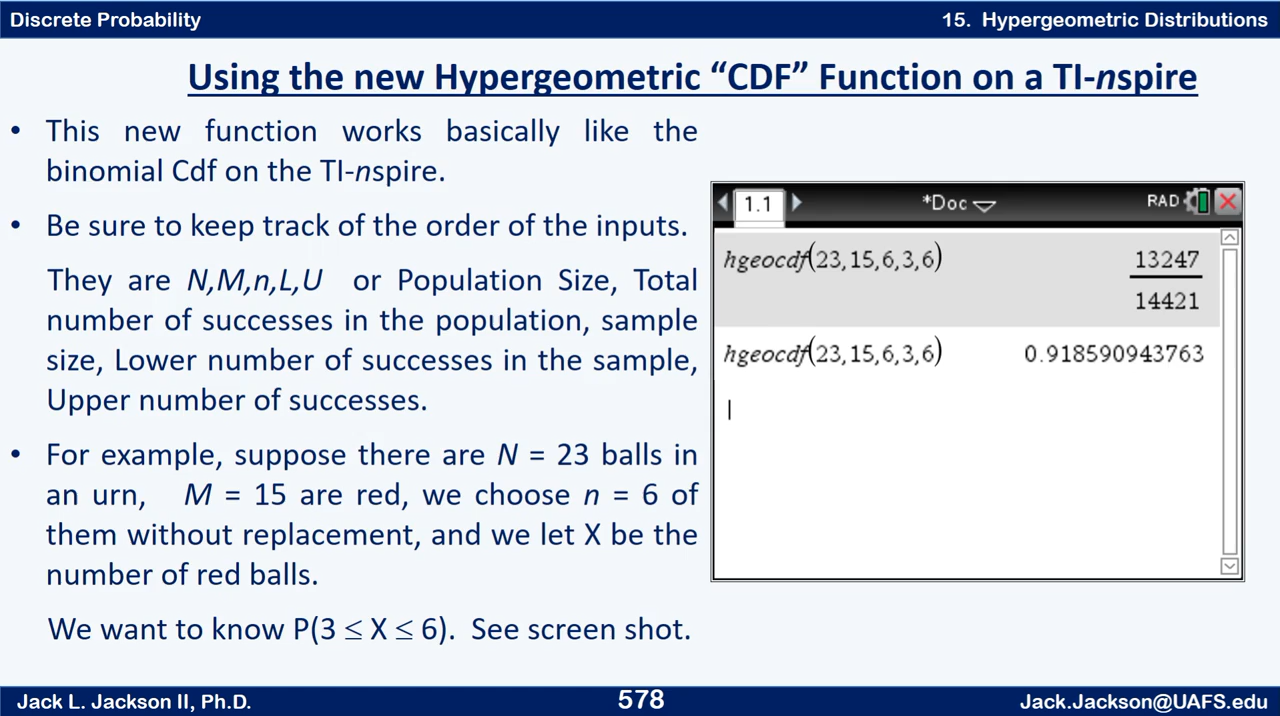 Discrete Probability
15. Hypergeometric Distributions
Using the new Hypergeometric “CDF” Function on a TI-nspire
• This new function works basically like the
binomial Cdf on the TI-nspire.
• Be sure to keep track of the order of the inputs.
They are N,M,n,L,U or Population Size, Total
number of successes in the population, sample
size, Lower number of successes in the sample,
Upper number of successes.
• For example, suppose there are N = 23 balls in
an urn, M = 15 are red, we choose n = 6 of
them without replacement, and we let X be the
number of red balls.
We want to know P(3 ≤ X ≤ 6). See screen shot.
1.1
*Doc
RAD
hgeocdf(23,15,6,3,6)
13247
14421
hgeocdf(23,15,6,3,6)
0.918590943763
Jack L. Jackson II, Ph.D.
578
Jack.Jackson@UAFS.edu